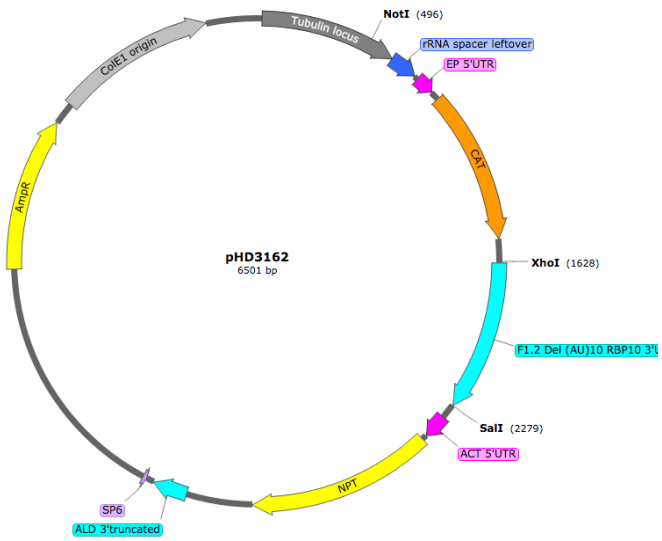 NotI (496)
Tubulin locus
rRNA spacer leftover
EP 5'UTR
ColE1 origin
CAT
AmpR
pHD3162
6501 bp
XhoI (1628)
F1.2 Del (AU)10 RBP10 3'U
SalI (2279)
ACT 5'UTR
NPT
SP6
ALD 3'truncated